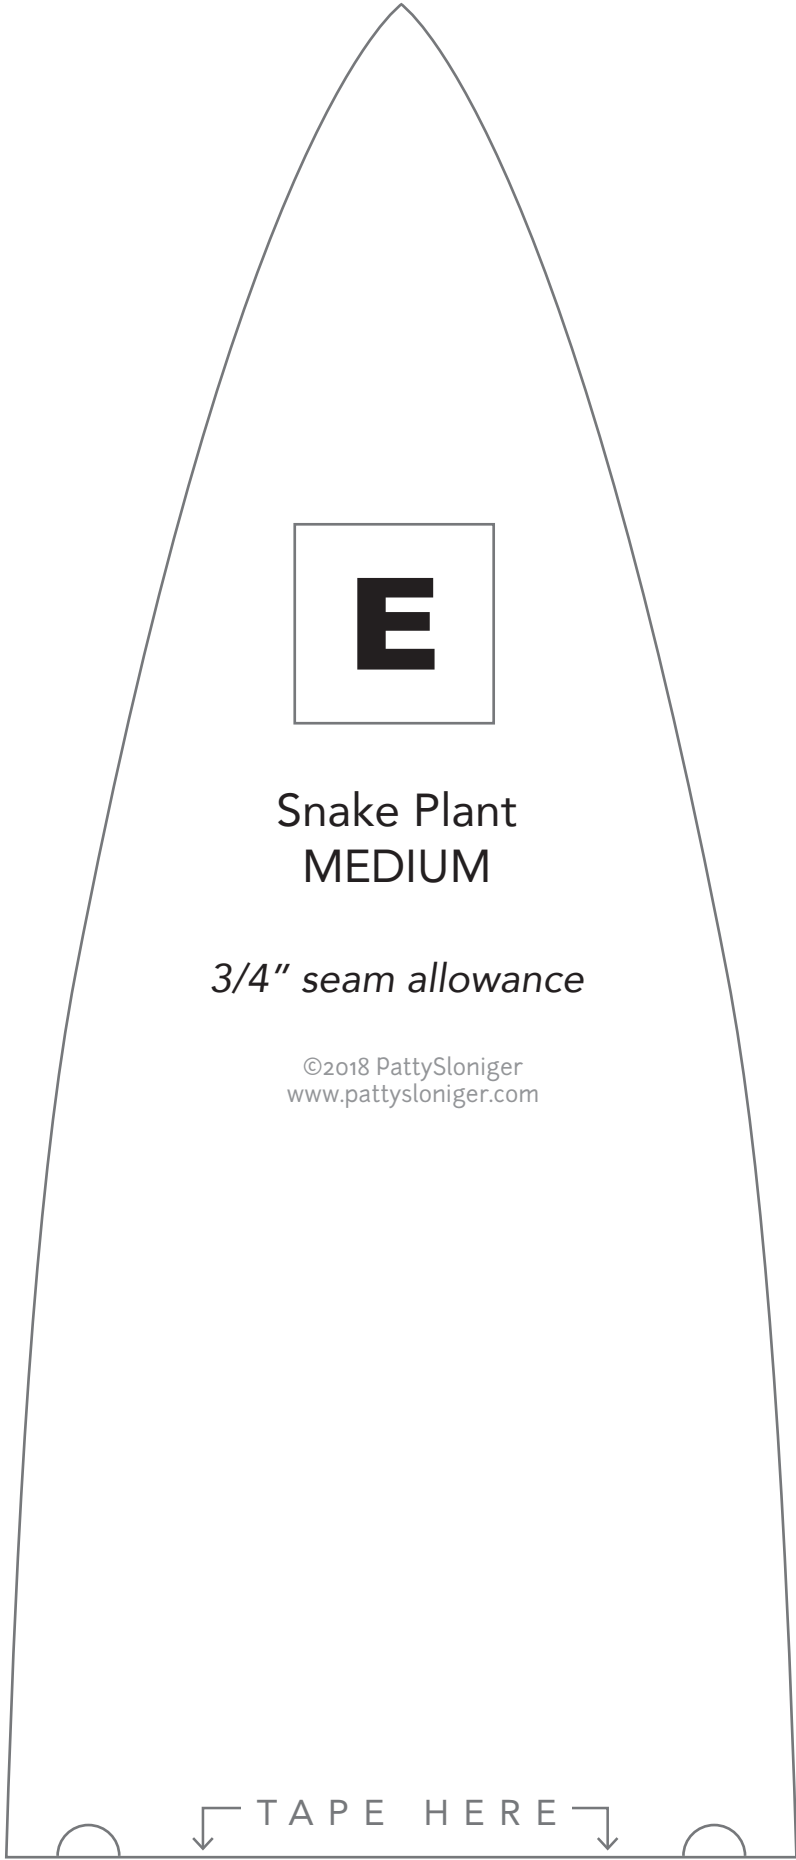 E
Snake Plant
MEDIUM
3/4” seam allowance
©2018 PattySloniger
www.pattysloniger.com
TAPE HERE